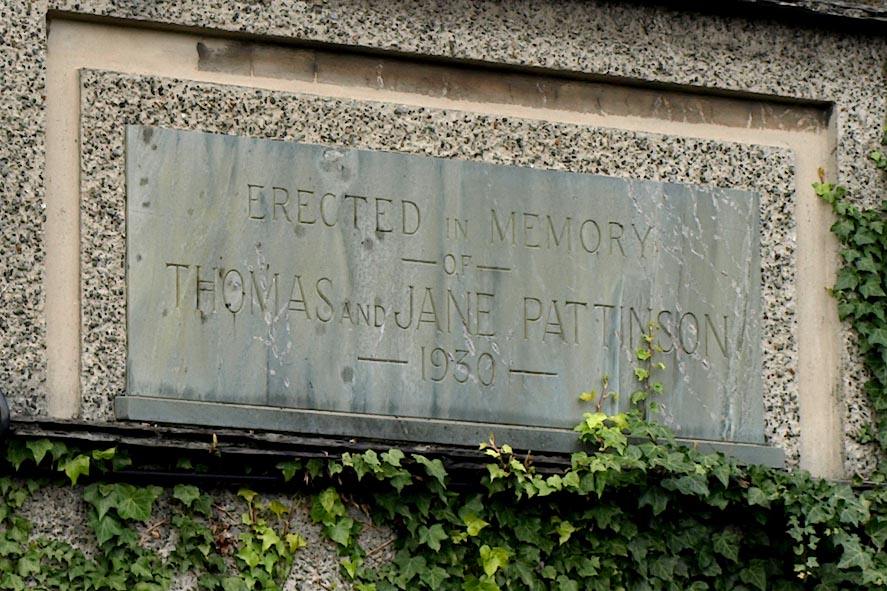 ERECTED IN MEMORY
— OF —
THOMAS AND JANE PATTINSON
— 1930 —